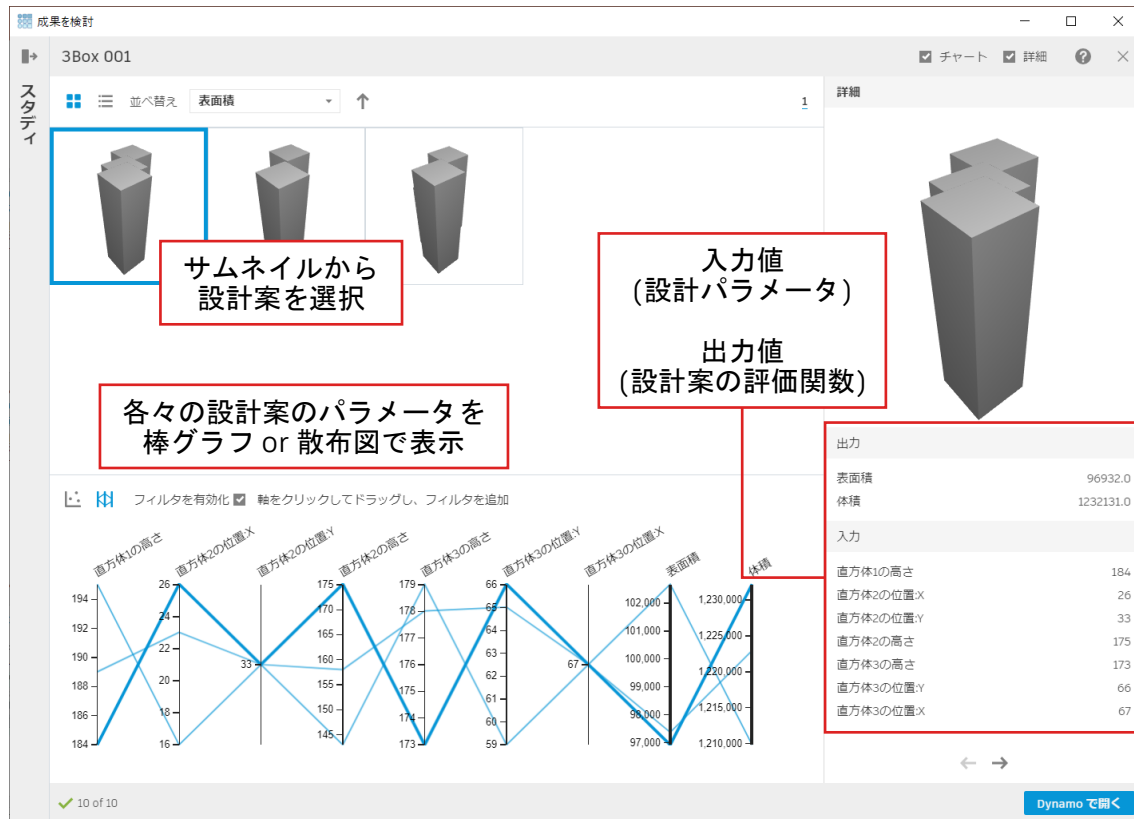 成果を検討
3Box 001
チャート
詳細
スタディ
並べ替え
表面積
1
詳細
サムネイルから
設計案を選択
入力値
(設計パラメータ)
出力値
(設計案の評価関数)
各々の設計案のパラメータを
棒グラフ or 散布図で表示
出力
表面積 96932.0
体積 1232131.0
入力
直方体1の高さ 184
直方体2の位置:X 26
直方体2の位置:Y 33
直方体2の高さ 175
直方体3の高さ 173
直方体3の位置:Y 66
直方体3の位置:X 67
フィルタを有効化
軸をクリックしてドラッグし、フィルタを追加
直方体1の高さ
194
192
190
188
186
184
直方体2の位置:X
26
24
22
20
18
16
直方体2の位置:Y
33
直方体2の高さ
175
170
165
160
155
150
145
直方体3の高さ
179
178
177
176
175
174
173
直方体3の位置:Y
66
65
64
63
62
61
60
59
直方体3の位置:X
67
表面積
102,000
101,000
100,000
99,000
98,000
97,000
体積
1,230,000
1,225,000
1,220,000
1,215,000
1,210,000
10 of 10
Dynamo で開く